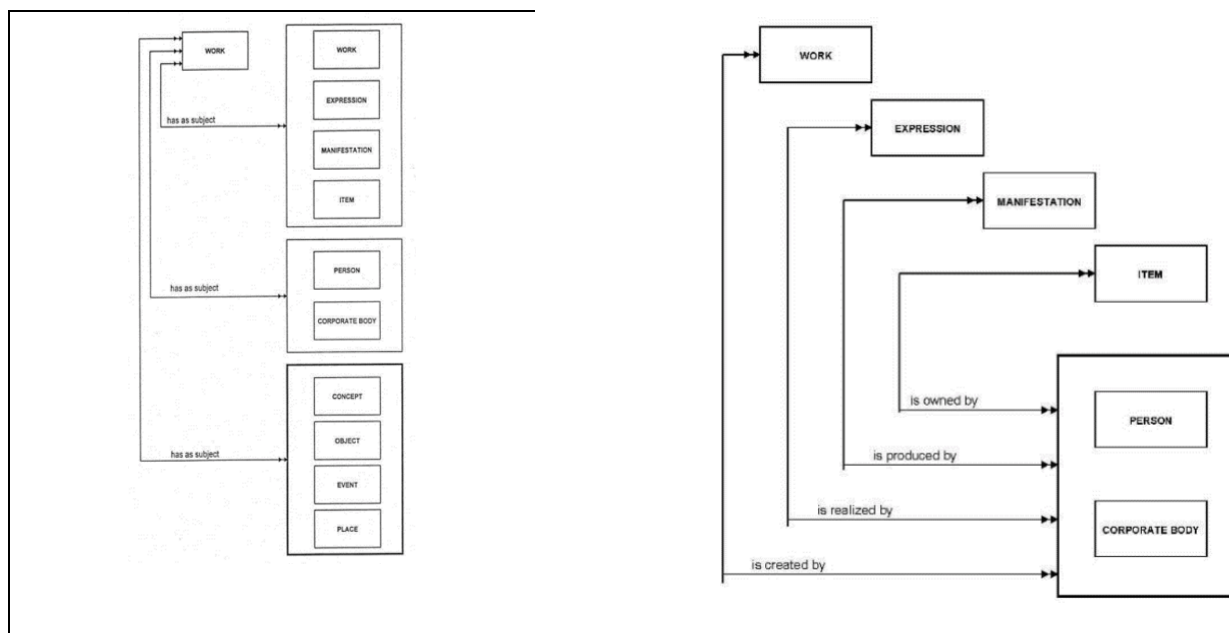 WORK
WORK
EXPRESSION
has as subject
MANIFESTATION
ITEM
PERSON
has as subject
CORPORATE BODY
CONCEPT
OBJECT
has as subject
EVENT
PLACE
WORK
EXPRESSION
MANIFESTATION
ITEM
is owned by
PERSON
is produced by
is realized by
CORPORATE BODY
is created by